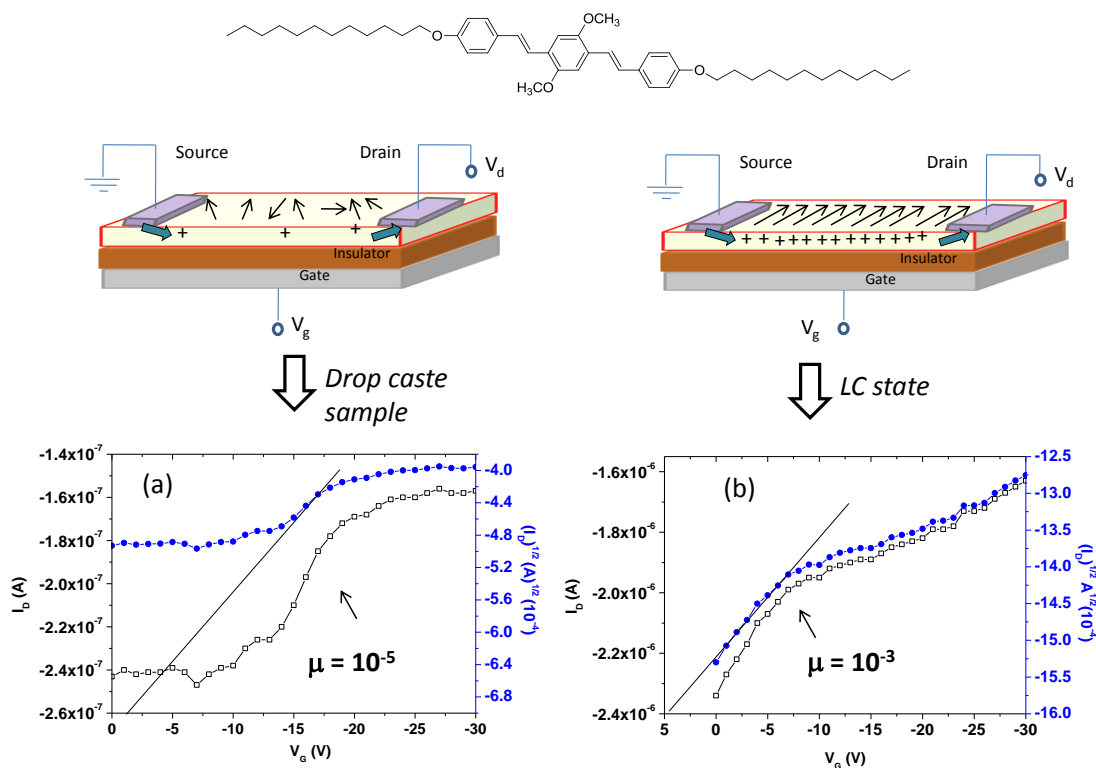 OCH3
O
O
H3CO
Source
Drain
Vd
+ + +
Insulator
Gate
Vg
Source
Drain
Vd
+ + + + + + + + + + + + +
Insulator
Gate
Vg
Drop caste
sample
LC state
(a)
-1.4x10-7
-1.6x10-7
-1.8x10-7
-2.0x10-7
-2.2x10-7
-2.4x10-7
-2.6x10-7
ID (A)
-4.0
-4.4
-4.8
-5.2
-5.6
-6.0
-6.4
-6.8
(ID)1/2 (A)1/2 (10-4)
μ = 10-5
0 -5 -10 -15 -20 -25 -30
VG (V)
(b)
-1.6x10-6
-1.8x10-6
-2.0x10-6
-2.2x10-6
-2.4x10-6
ID (A)
-12.5
-13.0
-13.5
-14.0
-14.5
-15.0
-15.5
-16.0
(ID)1/2 A1/2(10-4)
μ = 10-3
5 0 -5 -10 -15 -20 -25 -30
VG (V)